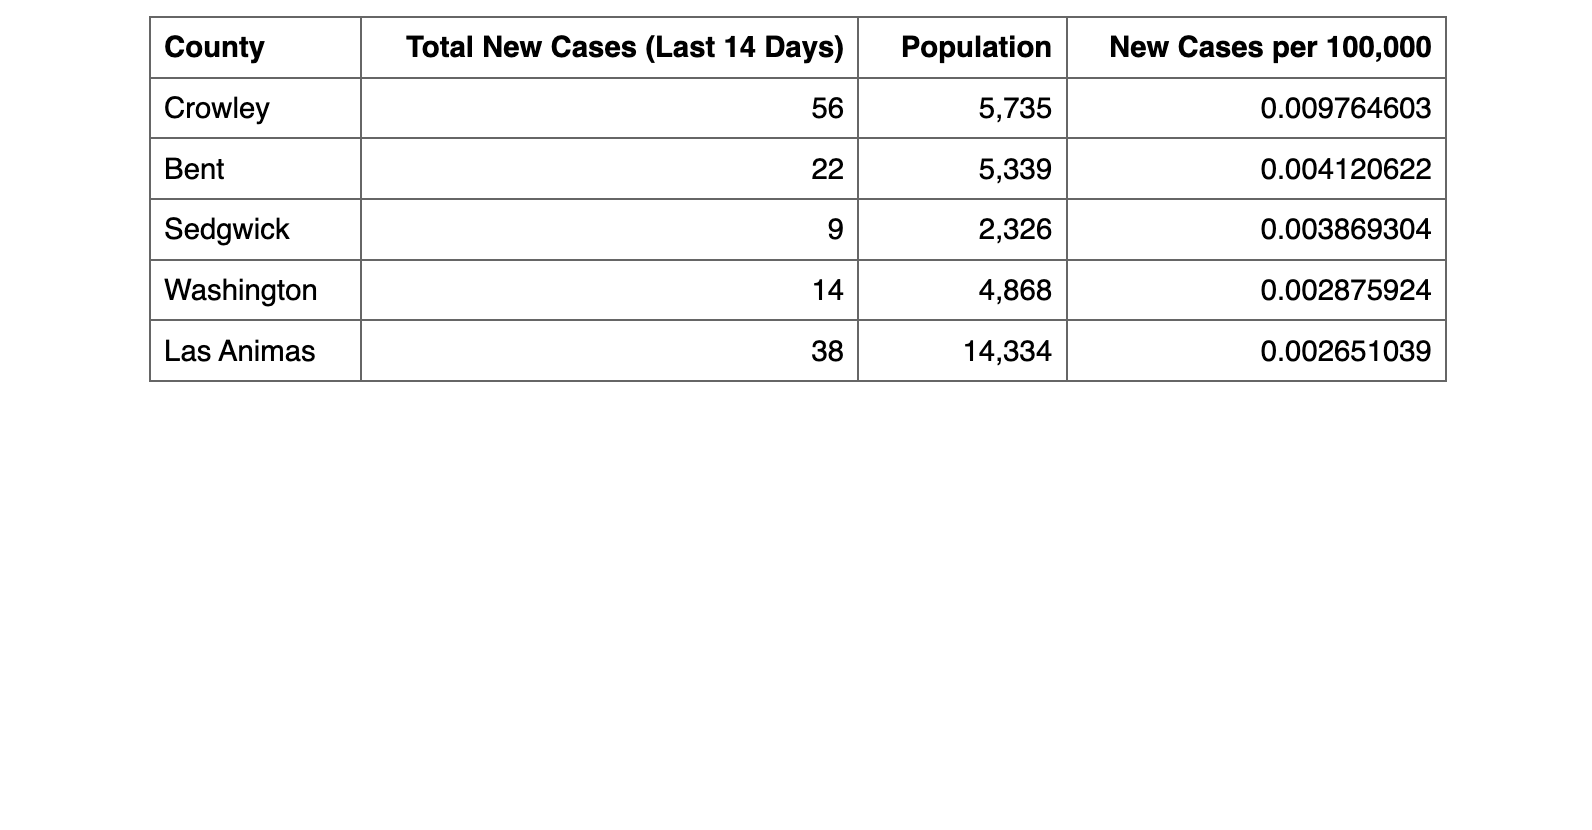 County Total New Cases (Last 14 Days) Population New Cases per 100,000
Crowley 56 5,735 0.009764603
Bent 22 5,339 0.004120622
Sedgwick 9 2,326 0.003869304
Washington 14 4,868 0.002875924
Las Animas 38 14,334 0.002651039